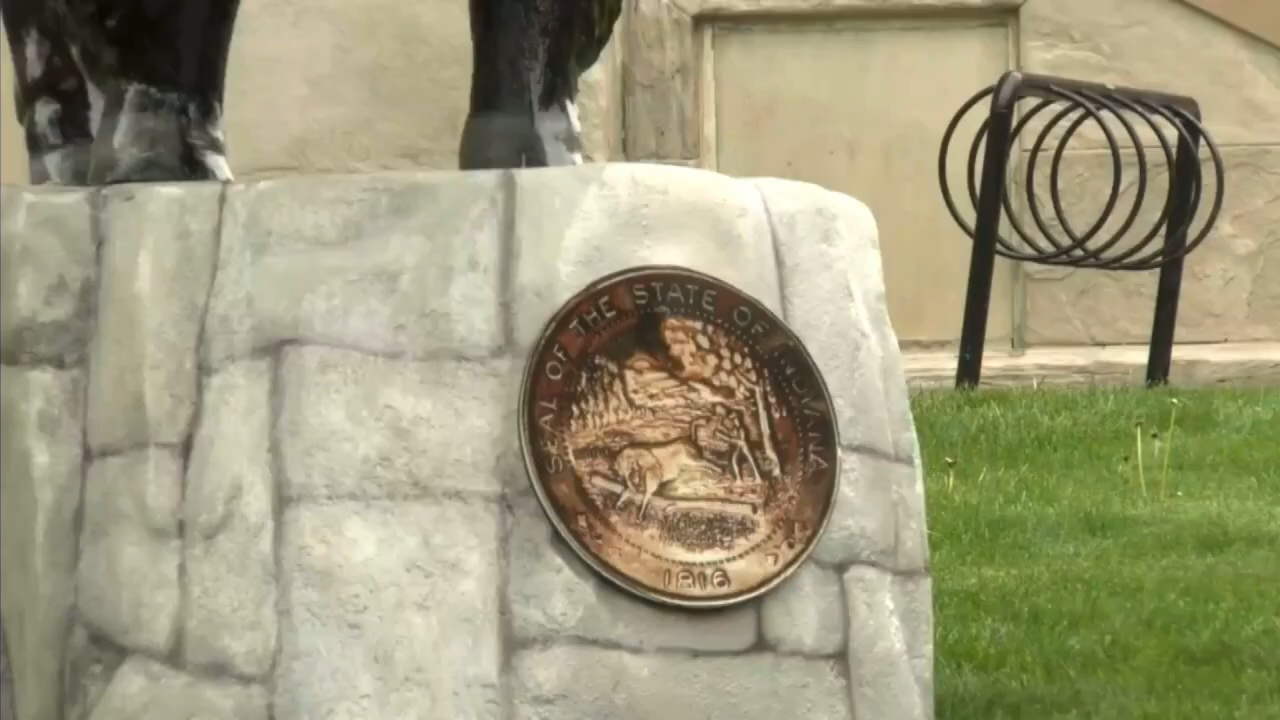 SEAL OF THE STATE OF INDIANA
1816